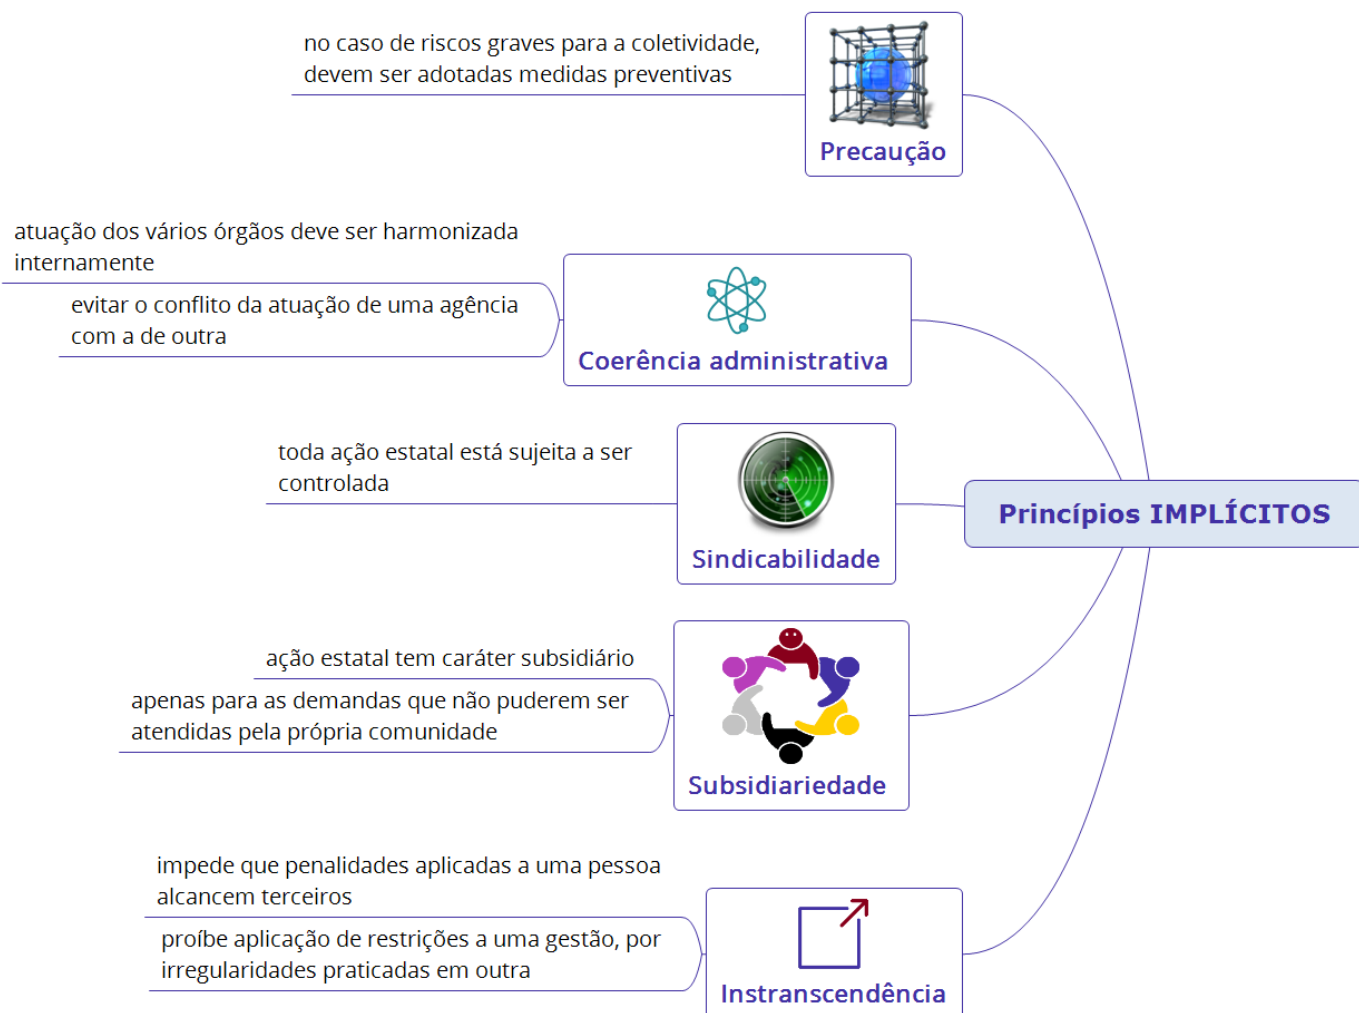 no caso de riscos graves para a coletividade,
devem ser adotadas medidas preventivas
Precaução
atuação dos vários órgãos deve ser harmonizada
internamente
evitar o conflito da atuação de uma agência
com a de outra
Coerência administrativa
toda ação estatal está sujeita a ser
controlada
Sindicabilidade
Princípios IMPLÍCITOS
ação estatal tem caráter subsidiário
apenas para as demandas que não puderem ser
atendidas pela própria comunidade
Subsidiariedade
impede que penalidades aplicadas a uma pessoa
alcancem terceiros
proíbe aplicação de restrições a uma gestão, por
irregularidades praticadas em outra
Instranscendência